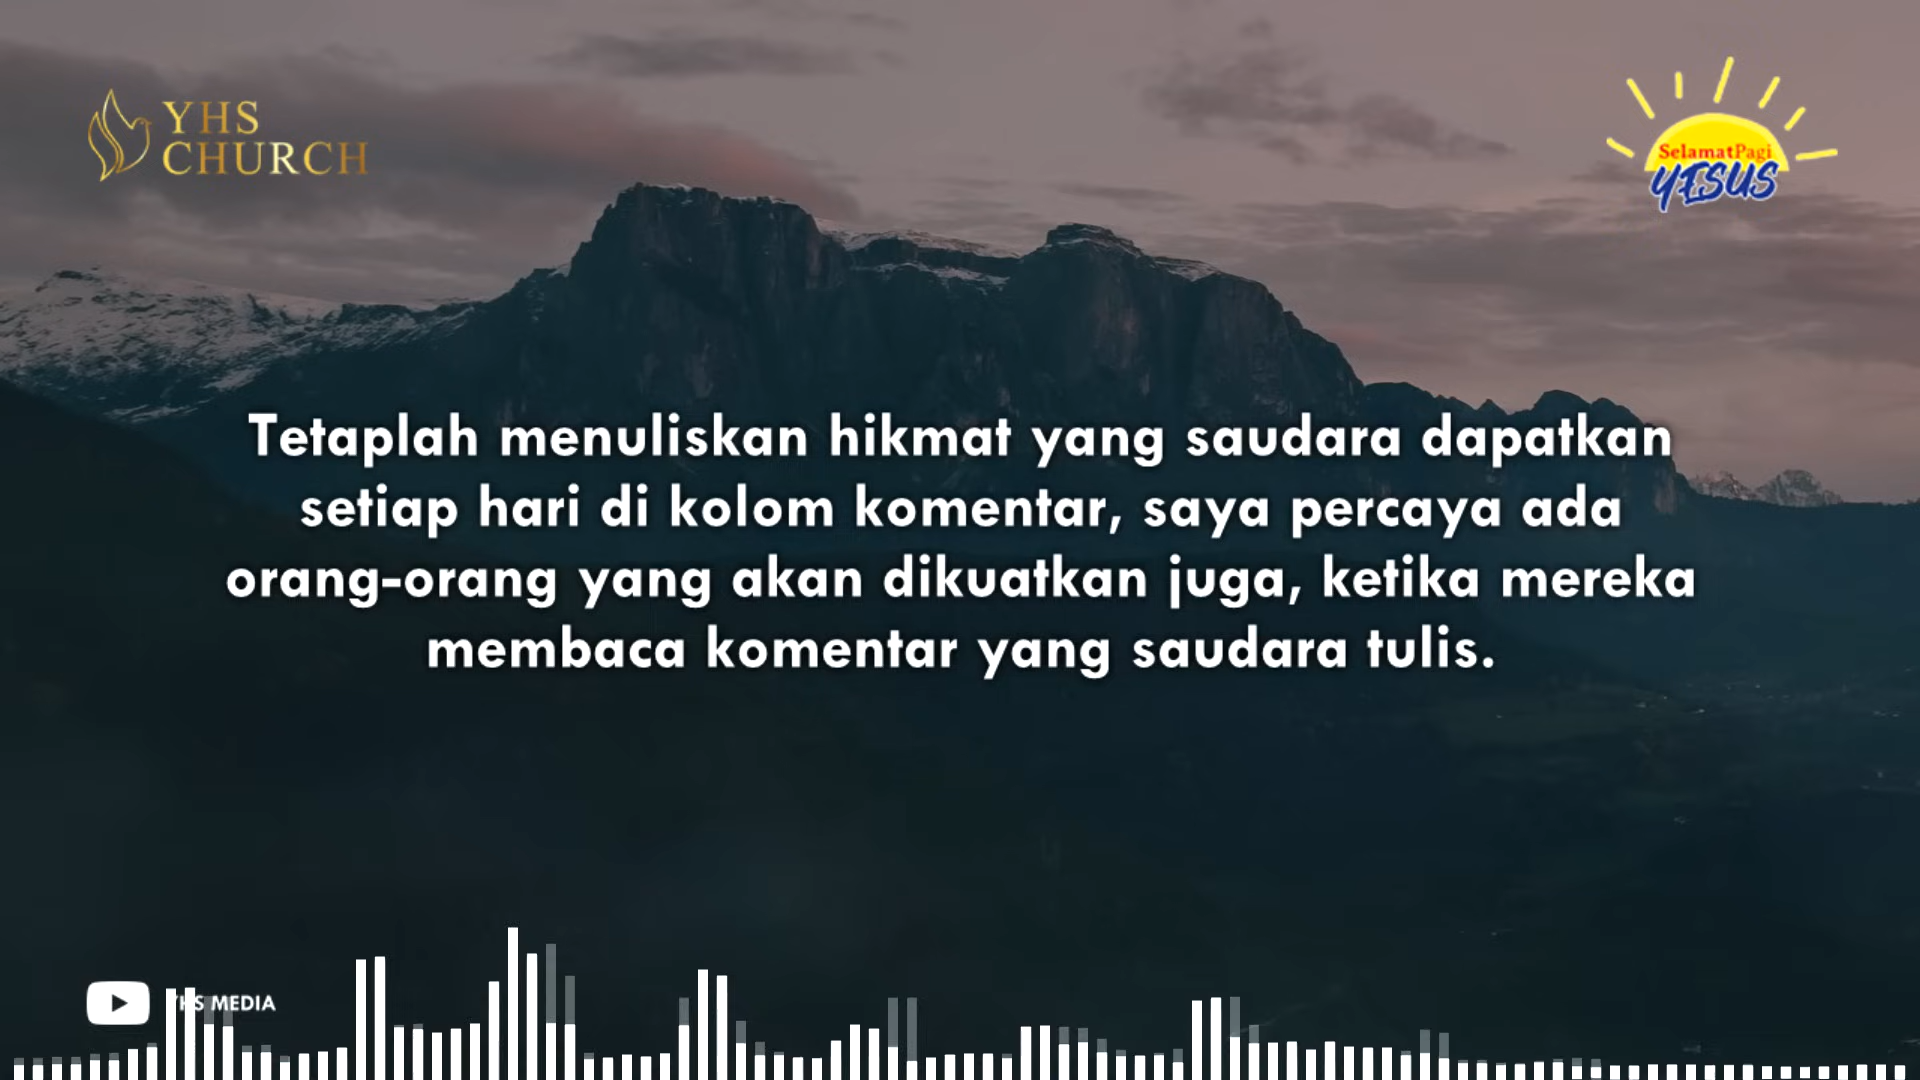 YHS
CHURCH
SelamatPagi
YESUS
Tetaplah menuliskan hikmat yang saudara dapatkan
setiap hari di kolom komentar, saya percaya ada
orang-orang yang akan dikuatkan juga, ketika mereka
membaca komentar yang saudara tulis.
YHS MEDIA